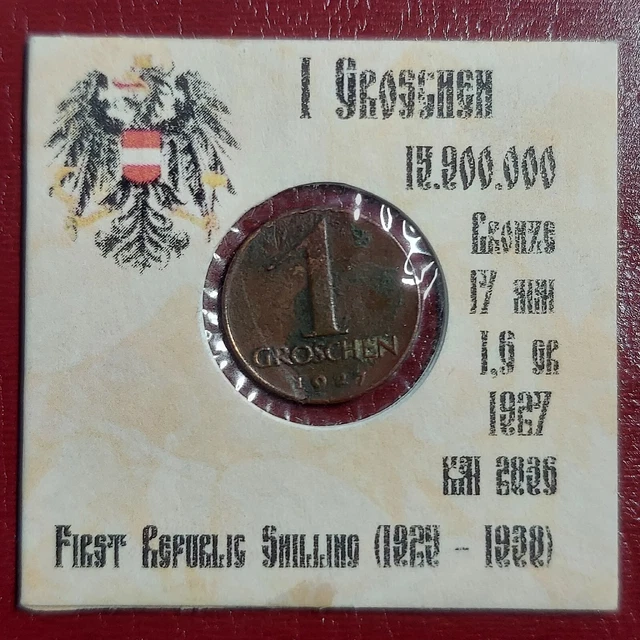 1 Groschen
15.900.000
Bronze
17 mm
1,6 gr
1927
KM 2836
1
GROSCHEN
1927
First Republic Shilling (1925 - 1938)